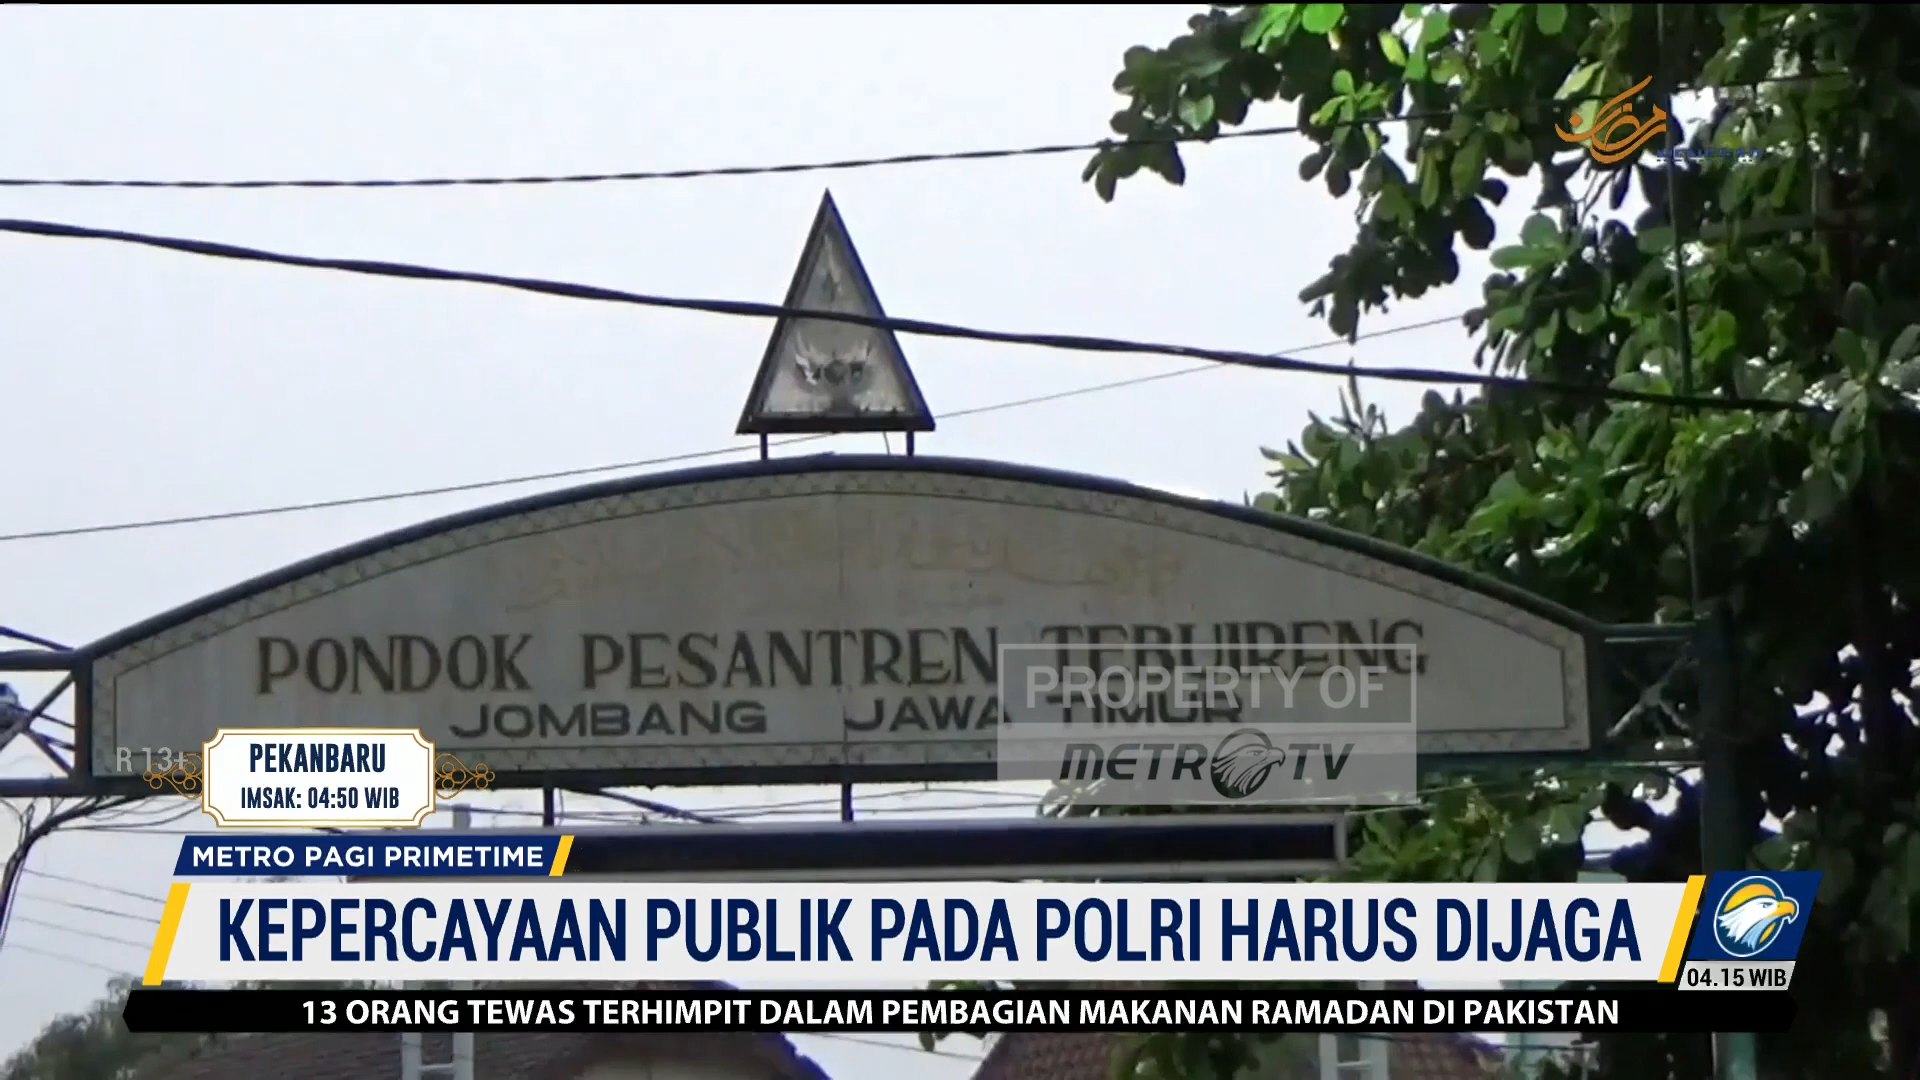 رمضان
PONDOK PESANTREN TEBUIRENG
JOMBANG JAWA TIMUR
PROPERTY OF
METRO TV
R 13+
PEKANBARU
IMSAK: 04:50 WIB
METRO PAGI PRIMETIME
KEPERCAYAAN PUBLIK PADA POLRI HARUS DIJAGA
04.15 WIB
13 ORANG TEWAS TERHIMPIT DALAM PEMBAGIAN MAKANAN RAMADAN DI PAKISTAN